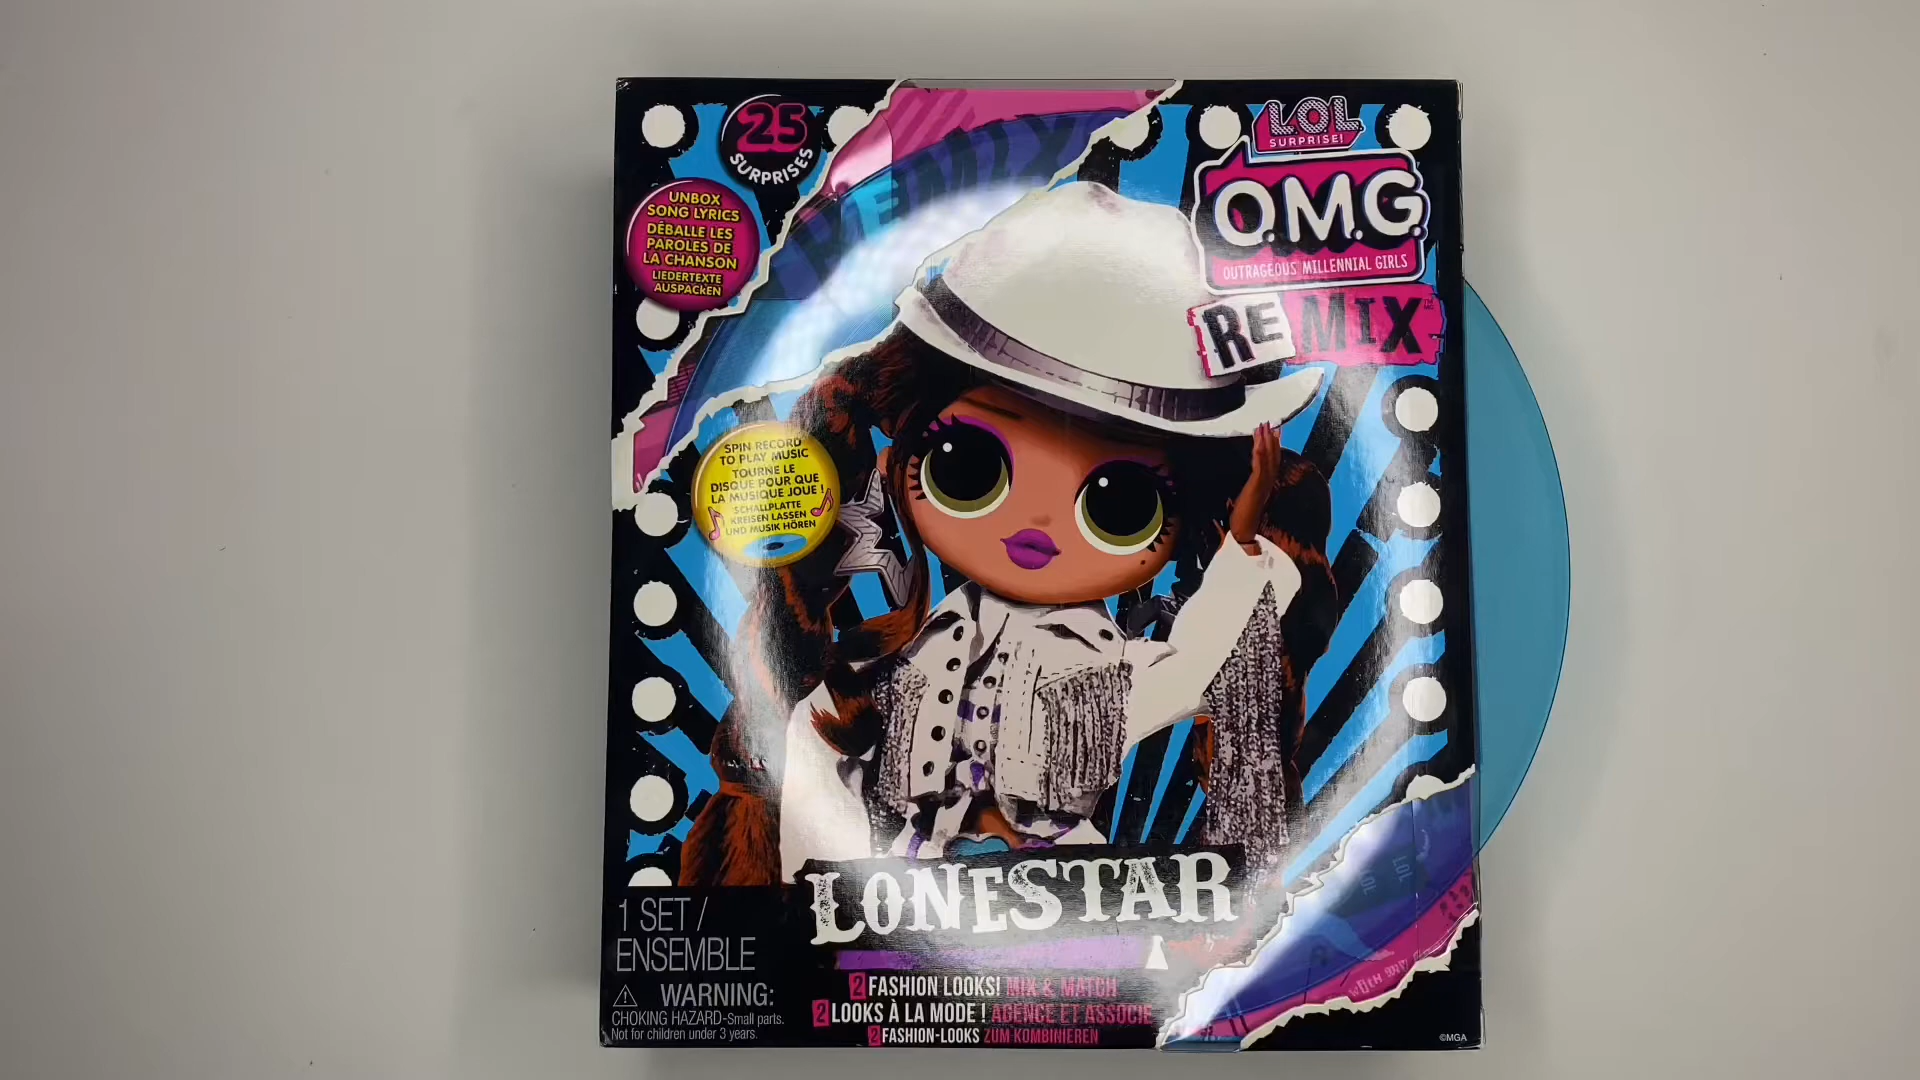 25
SURPRISES
UNBOX
SONG LYRICS
DÉBALLE LES
PAROLES DE
LA CHANSON
LIEDERTEXTE
AUSPACKEN
REMIX
L.O.L.
SURPRISE!
O.M.G.
OUTRAGEOUS MILLENNIAL GIRLS
REMIX
SPIN RECORD
TO PLAY MUSIC
TOURNE LE
DISQUE POUR QUE
LA MUSIQUE JOUE !
SCHALLPLATTE
KREISEN LASSEN
UND MUSIK HÖREN
LONESTAR
1 SET /
ENSEMBLE
WARNING:
CHOKING HAZARD-Small parts.
Not for children under 3 years.
2 FASHION LOOKS! MIX & MATCH
2 LOOKS À LA MODE ! AGENCE ET ASSOCIE
2 FASHION-LOOKS ZUM KOMBINIEREN
LOL
LOL
©MGA